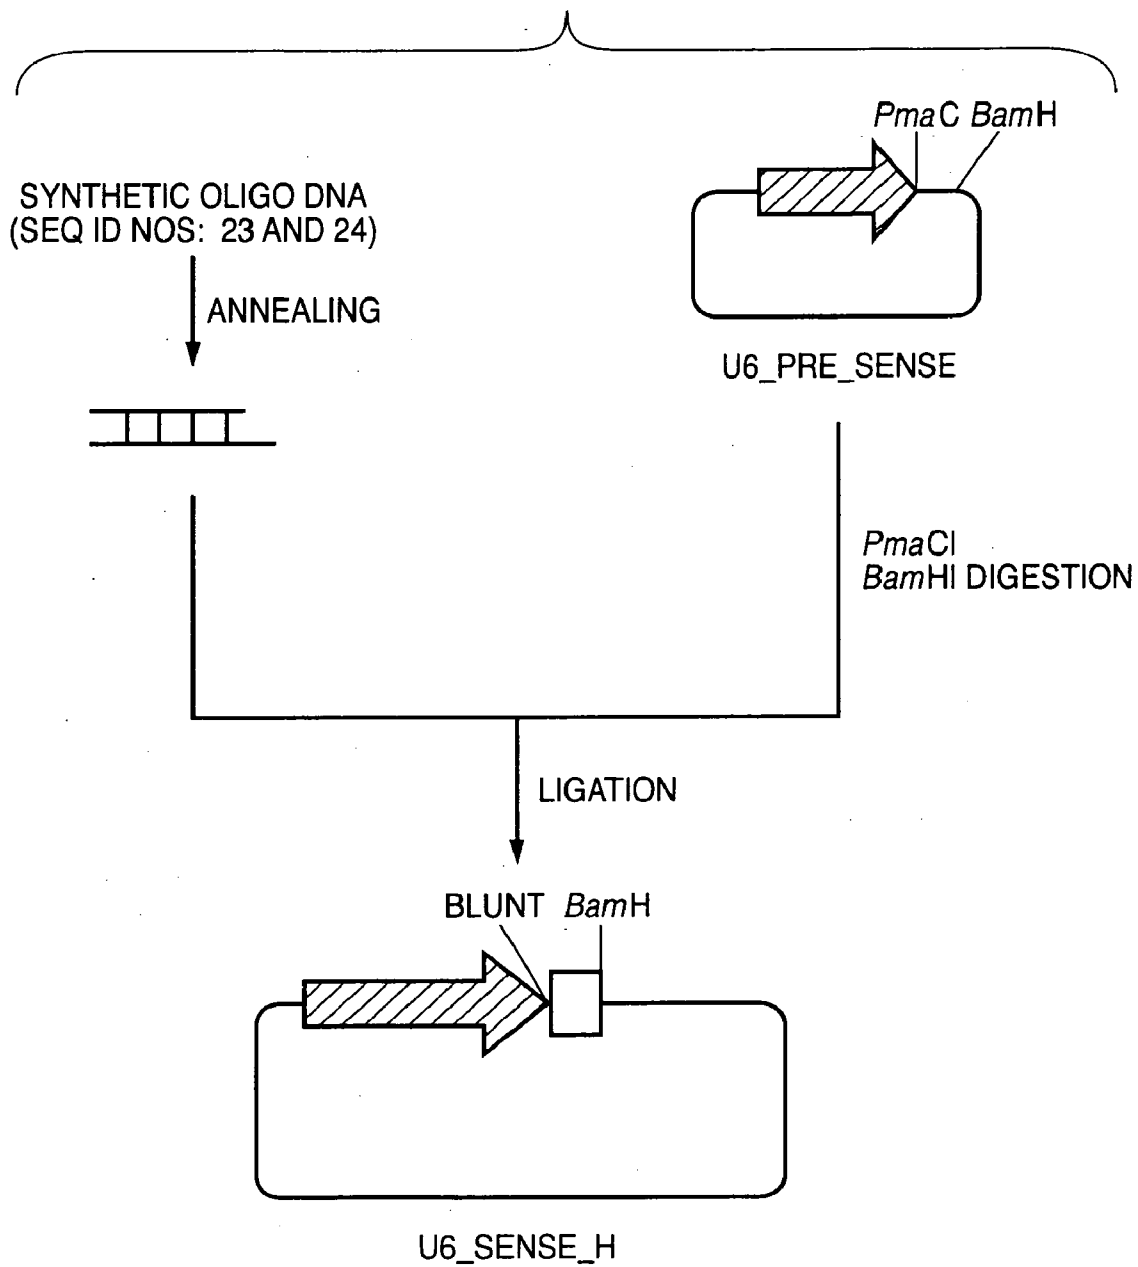 PmaC BamH
SYNTHETIC OLIGO DNA
(SEQ ID NOS: 23 AND 24)
ANNEALING
U6_PRE_SENSE
PmaCI
BamHI DIGESTION
LIGATION
BLUNT BamH
U6_SENSE_H